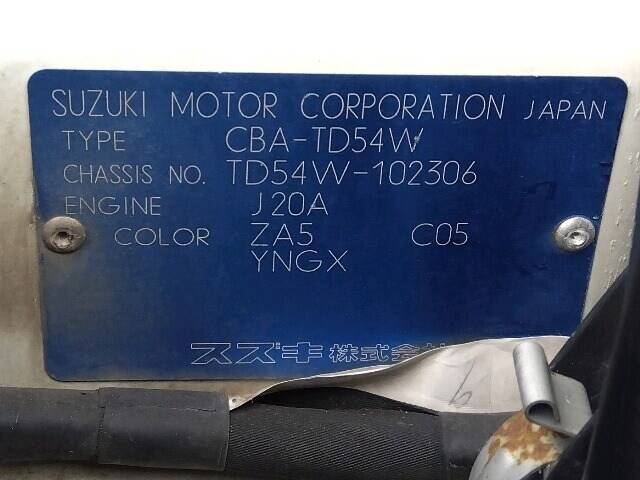 SUZUKI MOTOR CORPORATION JAPAN
TYPE CBA-TD54W
CHASSIS NO. TD54W-102306
ENGINE J20A
COLOR ZA5 C05
YNGX
スズキ株式会